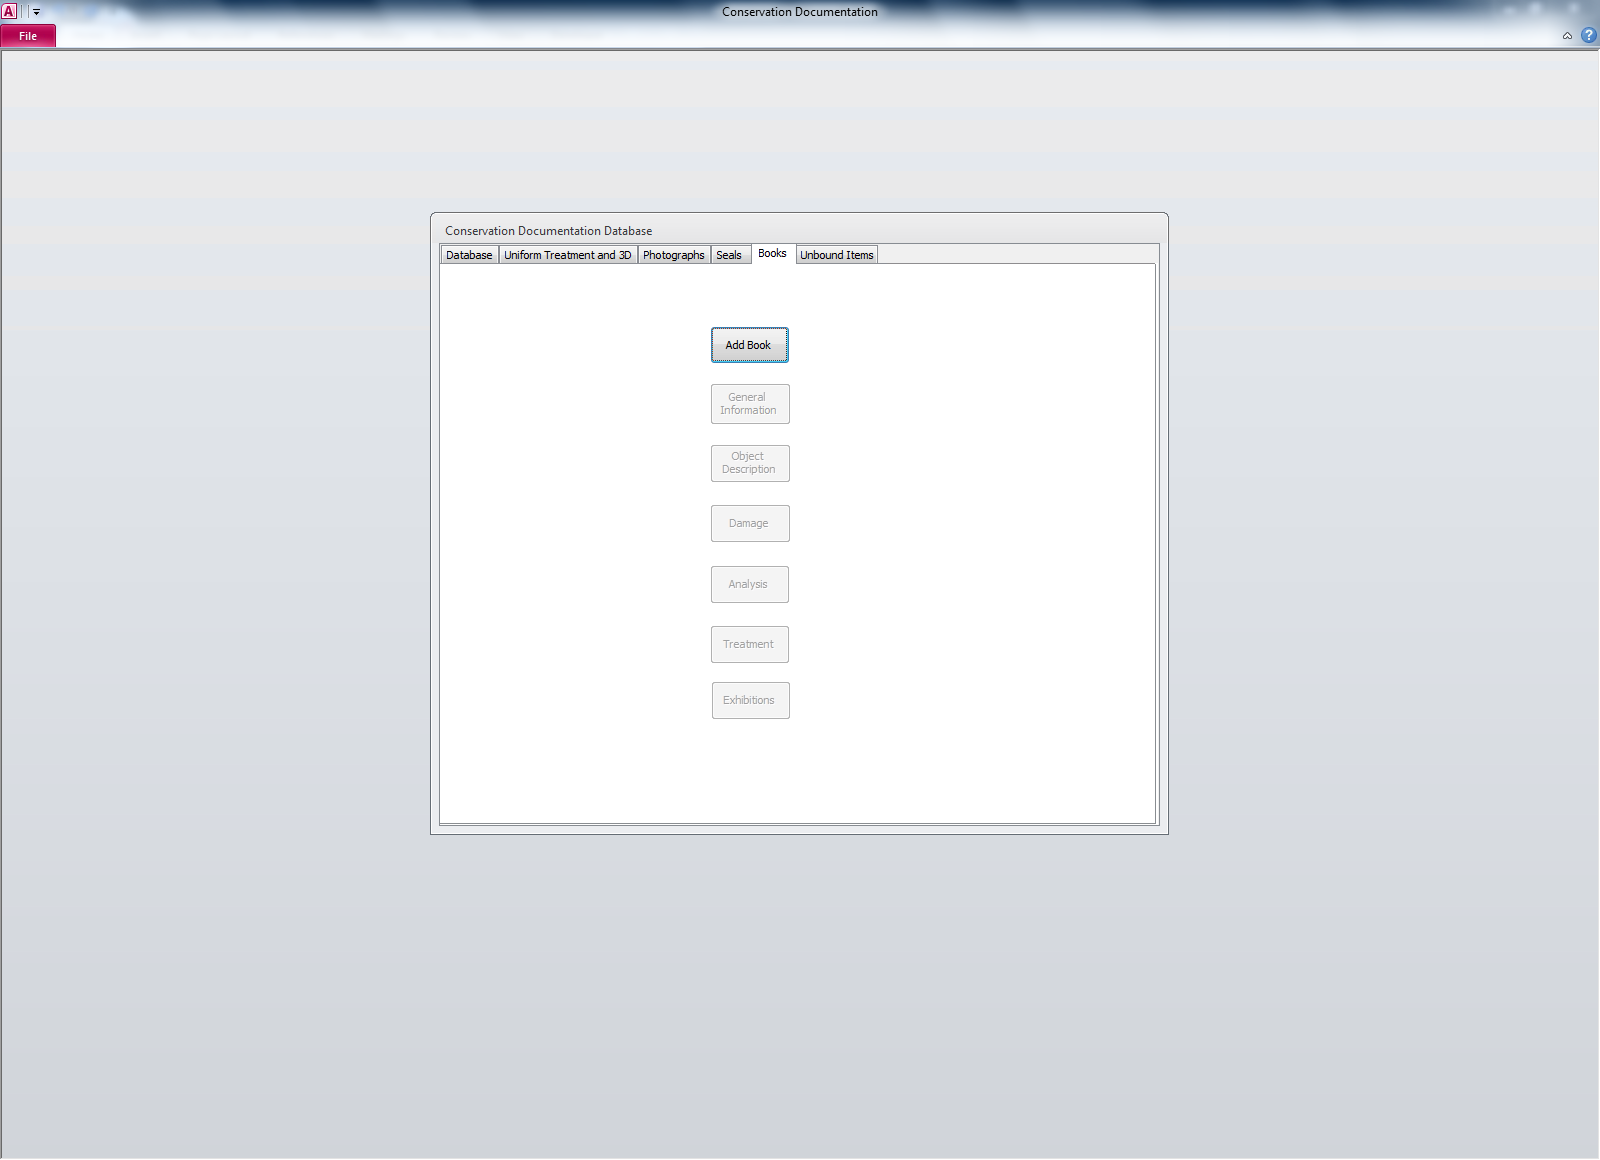 A
Conservation Documentation
File
?
Conservation Documentation Database
Database Uniform Treatment and 3D Photographs Seals Books Unbound Items
Add Book
General
Information
Object
Description
Damage
Analysis
Treatment
Exhibitions